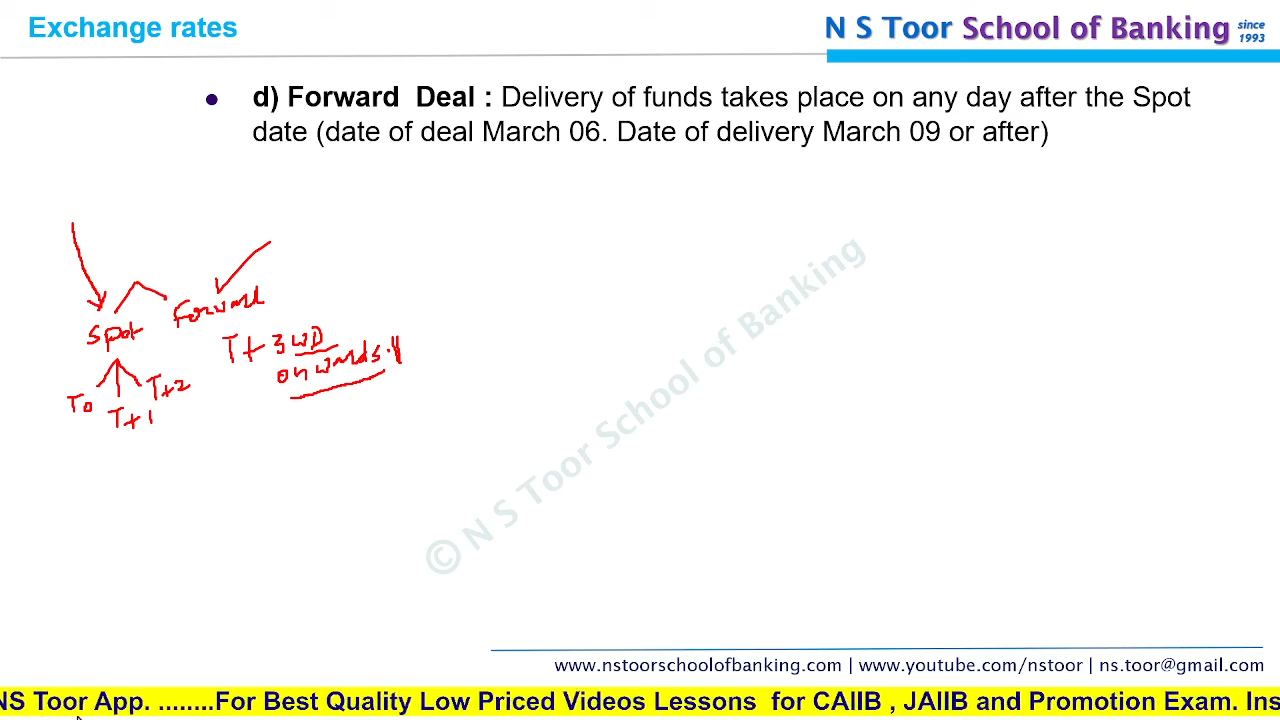 Exchange rates
N S Toor School of Banking since 1993
d) Forward Deal : Delivery of funds takes place on any day after the Spot
date (date of deal March 06. Date of delivery March 09 or after)
Spot Forward
T+3 WD
onwards.
T0 T+1 T+2
© N S Toor School of Banking
www.nstoorschoolofbanking.com | www.youtube.com/nstoor | ns.toor@gmail.com
NS Toor App. ........For Best Quality Low Priced Videos Lessons for CAIIB , JAIIB and Promotion Exam. Ins